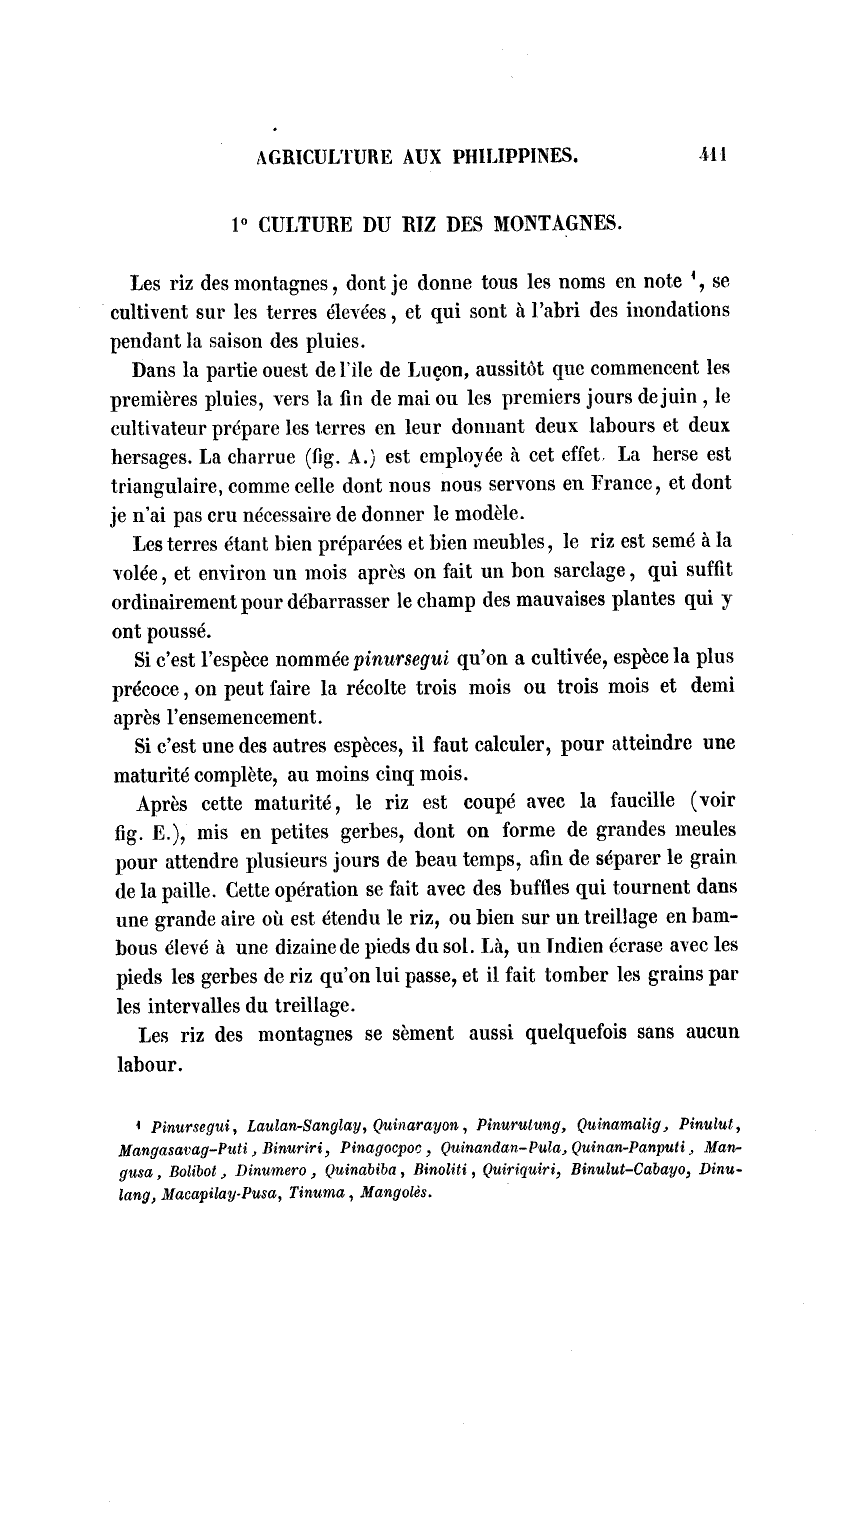 AGRICULTURE AUX PHILIPPINES. 411
1° CULTURE DU RIZ DES MONTAGNES.
Les riz des montagnes, dont je donne tous les noms en note ¹, se
cultivent sur les terres élevées, et qui sont à l'abri des inondations
pendant la saison des pluies.
Dans la partie ouest de l'ile de Luçon, aussitôt que commencent les
premières pluies, vers la fin de mai ou les premiers jours de juin, le
cultivateur prépare les terres en leur donnant deux labours et deux
hersages. La charrue (fig. A.) est employée à cet effet. La herse est
triangulaire, comme celle dont nous nous servons en France, et dont
je n'ai pas cru nécessaire de donner le modèle.
Les terres étant bien préparées et bien meubles, le riz est semé à la
volée, et environ un mois après on fait un bon sarclage, qui suffit
ordinairement pour débarrasser le champ des mauvaises plantes qui y
ont poussé.
Si c'est l'espèce nommée pinursegui qu'on a cultivée, espèce la plus
précoce, on peut faire la récolte trois mois ou trois mois et demi
après l'ensemencement.
Si c'est une des autres espèces, il faut calculer, pour atteindre une
maturité complète, au moins cinq mois.
Après cette maturité, le riz est coupé avec la faucille (voir
fig. E.), mis en petites gerbes, dont on forme de grandes meules
pour attendre plusieurs jours de beau temps, afin de séparer le grain
de la paille. Cette opération se fait avec des buffles qui tournent dans
une grande aire où est étendu le riz, ou bien sur un treillage en bam-
bous élevé à une dizaine de pieds du sol. Là, un Indien écrase avec les
pieds les gerbes de riz qu'on lui passe, et il fait tomber les grains par
les intervalles du treillage.
Les riz des montagnes se sèment aussi quelquefois sans aucun
labour.
¹ Pinursegui, Laulan-Sanglay, Quinarayon, Pinurutung, Quinamalig, Pinulut,
Mangasavag-Puti, Binuriri, Pinagocpoc, Quinandan-Pula, Quinan-Panputi, Man-
gusa, Bolibot, Dinumero, Quinabiba, Binoliti, Quiriquiri, Binulut-Cabayo, Dinu-
lang, Macapilay-Pusa, Tinuma, Mangolès.